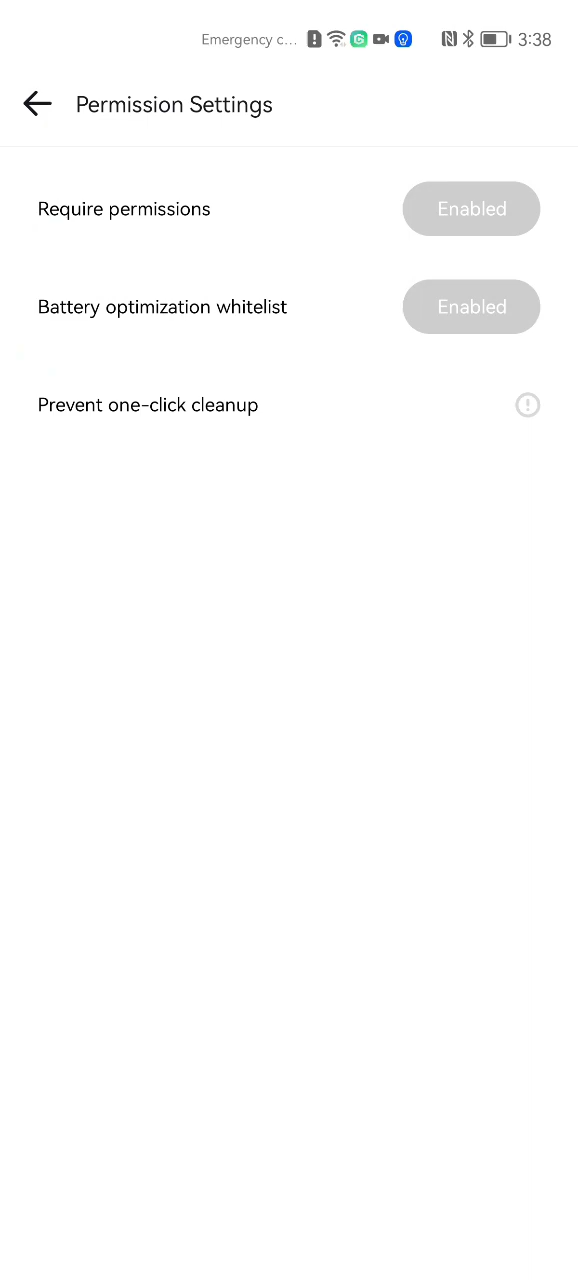 Emergency c... 3:38
Permission Settings
Require permissions Enabled
Battery optimization whitelist Enabled
Prevent one-click cleanup